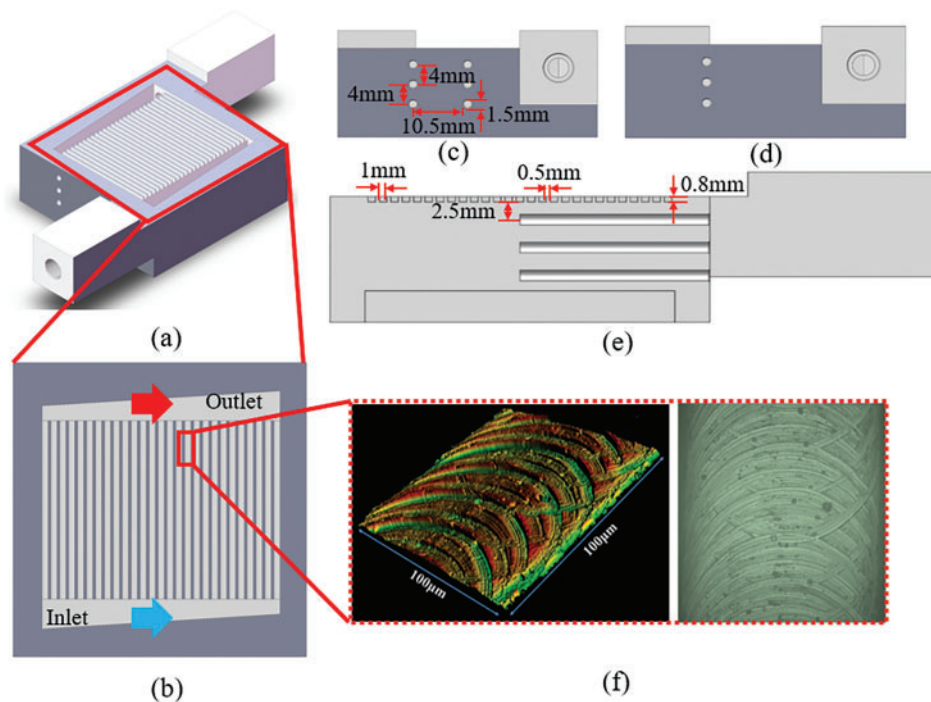 4mm
4mm
10.5mm
1.5mm
(c)
(d)
1mm
0.5mm
0.8mm
2.5mm
(a)
(e)
Outlet
Inlet
100μm
100μm
(b)
(f)